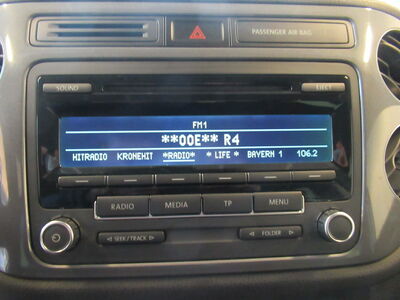 PASSENGER AIR BAG
SOUND EJECT
FM1
**OOE** R4
HITRADIO KRONEHIT *RADIO* * LIFE * BAYERN 1 106.2
RADIO MEDIA TP MENU
SEEK / TRACK FOLDER